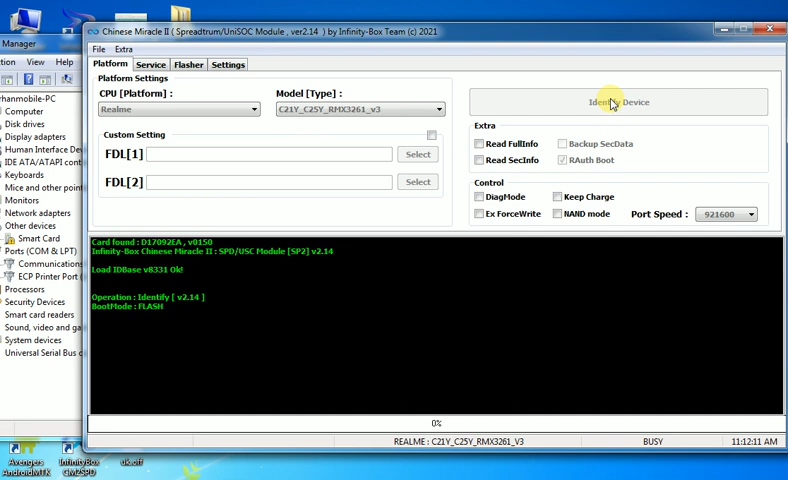 Chinese Miracle II ( Spreadtrum/UniSOC Module , ver2.14 ) by Infinity-Box Team (c) 2021
Manager
File Extra
tion View Help
Platform Service Flasher Settings
Platform Settings
CPU [Platform] : Model [Type] :
Realme C21Y_C25Y_RMX3261_v3
Identify Device
Custom Setting
FDL[1] Select
FDL[2] Select
Extra
Read FullInfo Backup SecData
Read SecInfo RAuth Boot
Control
DiagMode Keep Charge
Ex ForceWrite NAND mode Port Speed : 921600
rhanmobile-PC
Computer
Disk drives
Display adapters
Human Interface Dev
IDE ATA/ATAPI cont
Keyboards
Mice and other point
Monitors
Network adapters
Other devices
Smart Card
Ports (COM & LPT)
Communications
ECP Printer Port (
Processors
Security Devices
Smart card readers
Sound, video and ga
System devices
Universal Serial Bus c
Card found : D17092EA , v0150
Infinity-Box Chinese Miracle II : SPD/USC Module [SP2] v2.14
Load IDBase v8331 Ok!
Operation : Identify [ v2.14 ]
BootMode : FLASH
0%
REALME : C21Y_C25Y_RMX3261_V3 BUSY 11:12:11 AM
Avengers AndroidMTK
InfinityBox CM2SPD
dk.off